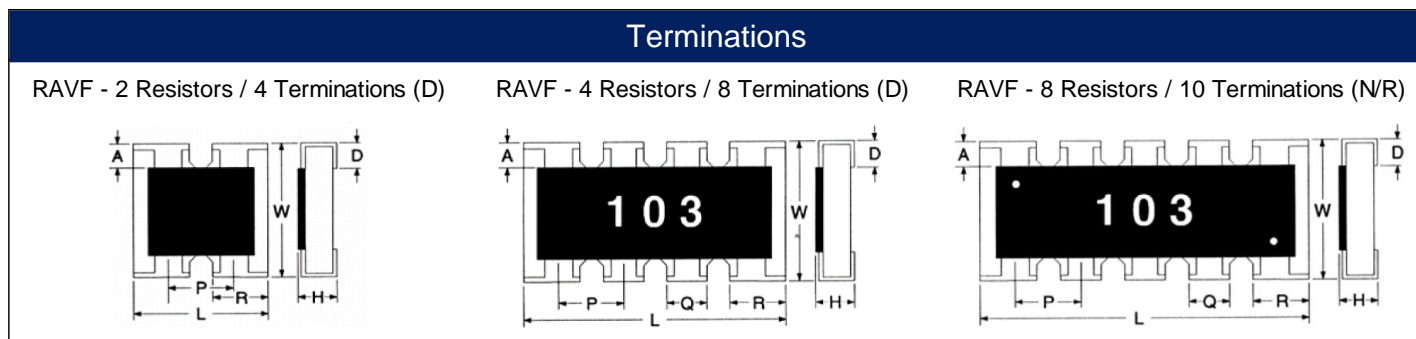 Terminations
RAVF - 2 Resistors / 4 Terminations (D)
RAVF - 4 Resistors / 8 Terminations (D)
RAVF - 8 Resistors / 10 Terminations (N/R)
A
D
W
P
R
H
L
A
D
103
W
P
Q
R
H
L
A
D
103
W
P
Q
R
H
L